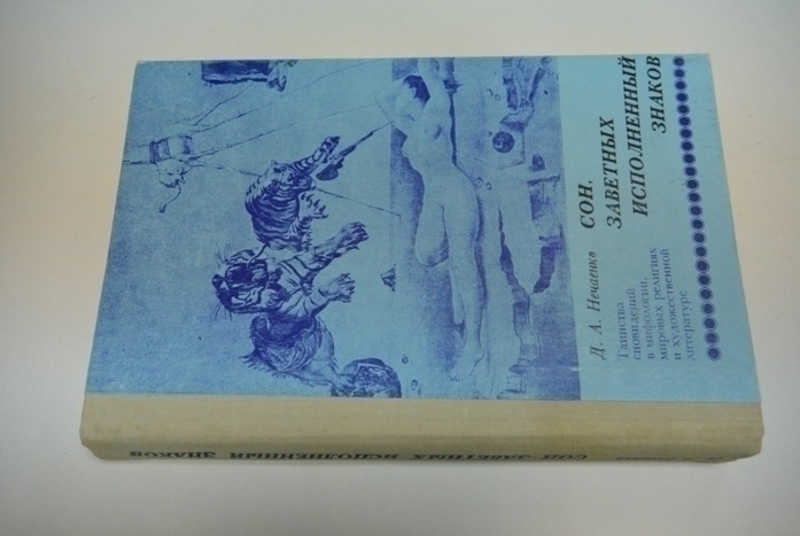 Д. А. Нечаенко
СОН,
ЗАВЕТНЫХ
ИСПОЛНЕННЫЙ
ЗНАКОВ
Таинства
сновидений
в мифологии,
мировых религиях
и художественной
литературе
СОН ЗАВЕТНЫХ ИСПОЛНЕННЫЙ ЗНАКОВ